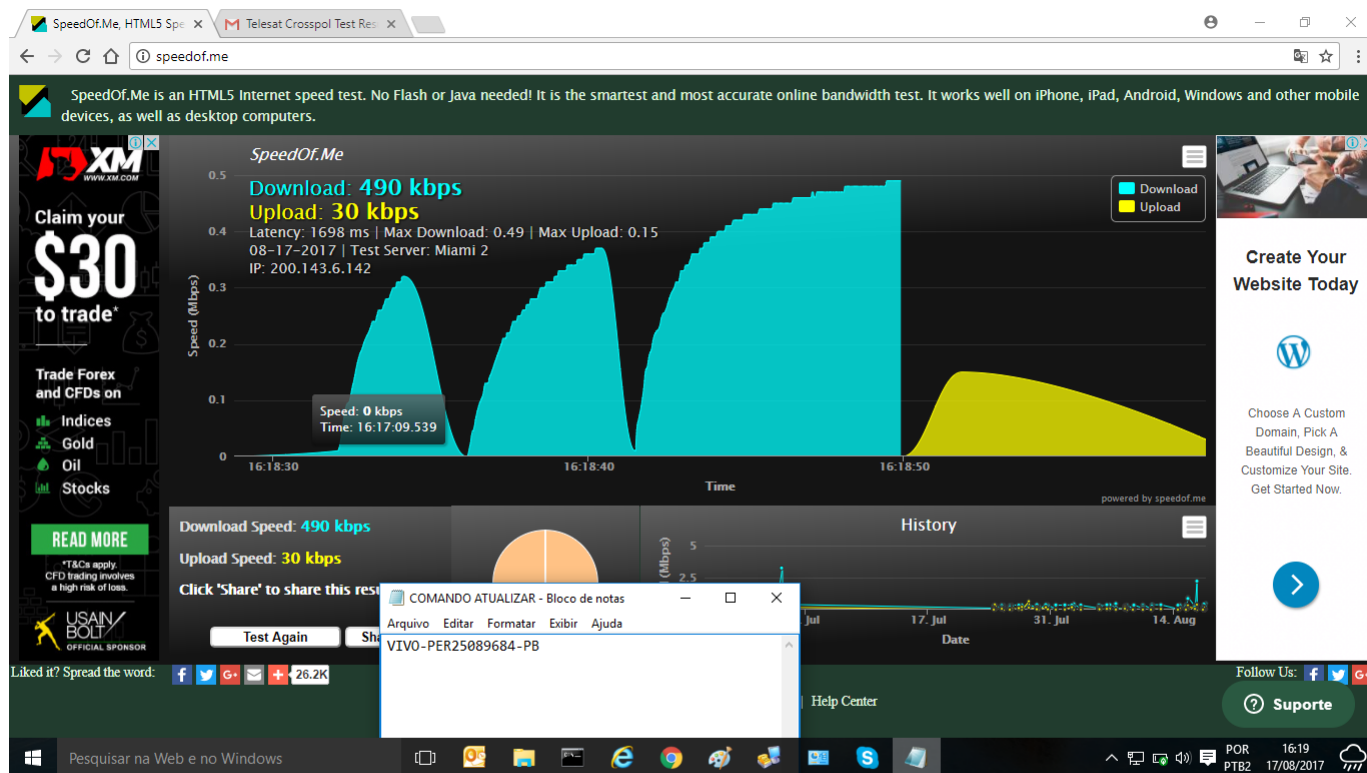 SpeedOf.Me, HTML5 Spe
Telesat Crosspol Test Res
speedof.me
SpeedOf.Me is an HTML5 Internet speed test. No Flash or Java needed! It is the smartest and most accurate online bandwidth test. It works well on iPhone, iPad, Android, Windows and other mobile
devices, as well as desktop computers.
XM
WWW.XM.COM
Claim your
$30
to trade*
Trade Forex
and CFDs on
Indices
Gold
Oil
Stocks
READ MORE
*T&Cs apply.
CFD trading involves
a high risk of loss.
USAIN
BOLT
OFFICIAL SPONSOR
SpeedOf.Me
Download: 490 kbps
Upload: 30 kbps
Latency: 1698 ms | Max Download: 0.49 | Max Upload: 0.15
08-17-2017 | Test Server: Miami 2
IP: 200.143.6.142
Download
Upload
Speed (Mbps)
0.5
0.4
0.3
0.2
0.1
0
Speed: 0 kbps
Time: 16:17:09.539
16:18:30 16:18:40 16:18:50
Time
powered by speedof.me
Download Speed: 490 kbps
Upload Speed: 30 kbps
Click 'Share' to share this resu
Test Again
Sha
History
(Mbps)
5
2.5
Jul 17. Jul 31. Jul 14. Aug
Date
Create Your
Website Today
Choose A Custom
Domain, Pick A
Beautiful Design, &
Customize Your Site.
Get Started Now.
COMANDO ATUALIZAR - Bloco de notas
Arquivo Editar Formatar Exibir Ajuda
VIVO-PER25089684-PB
Liked it? Spread the word:
26.2K
| Help Center
Follow Us:
Suporte
Pesquisar na Web e no Windows
POR
PTB2
16:19
17/08/2017